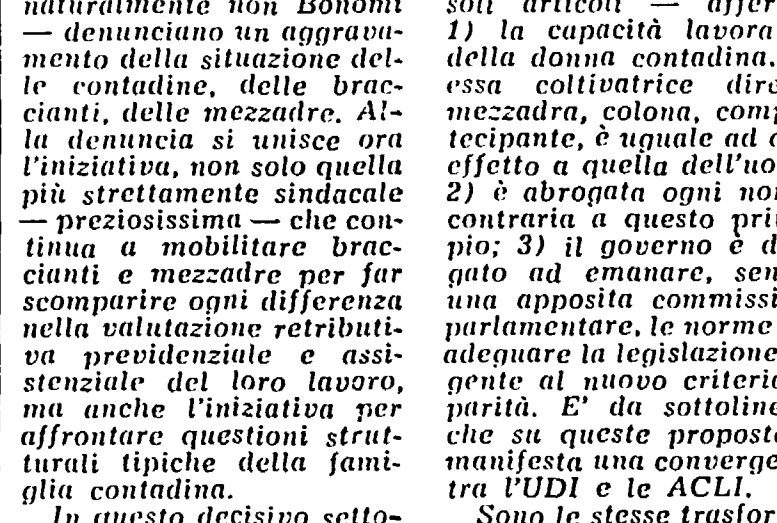 naturalmente non Bonomi
— denunciano un aggrava-
mento della situazione del-
le contadine, delle brac-
cianti, delle mezzadre. Al-
la denuncia si unisce ora
l'iniziativa, non solo quella
più strettamente sindacale
— preziosissima — che con-
tinua a mobilitare brac-
cianti e mezzadre per far
scomparire ogni differenza
nella valutazione retributi-
va previdenziale e assi-
stenziale del loro lavoro,
ma anche l'iniziativa per
affrontare questioni strut-
turali tipiche della fami-
glia contadina.
In questo decisivo setto-
soli articoli — affer
1) la capacità lavora
della donna contadina.
essa coltivatrice dire
mezzadra, colona, comp
tecipante, è uguale ad
effetto a quella dell'uo
2) è abrogata ogni nor
contraria a questo pri
pio; 3) il governo è d
gato ad emanare, sen
una apposita commissi
parlamentare, le norme
adeguare la legislazione
gente al nuovo criterio
parità. E' da sottoline
che su queste propost
manifesta una converge
tra l'UDI e le ACLI.
Sono le stesse trasfor